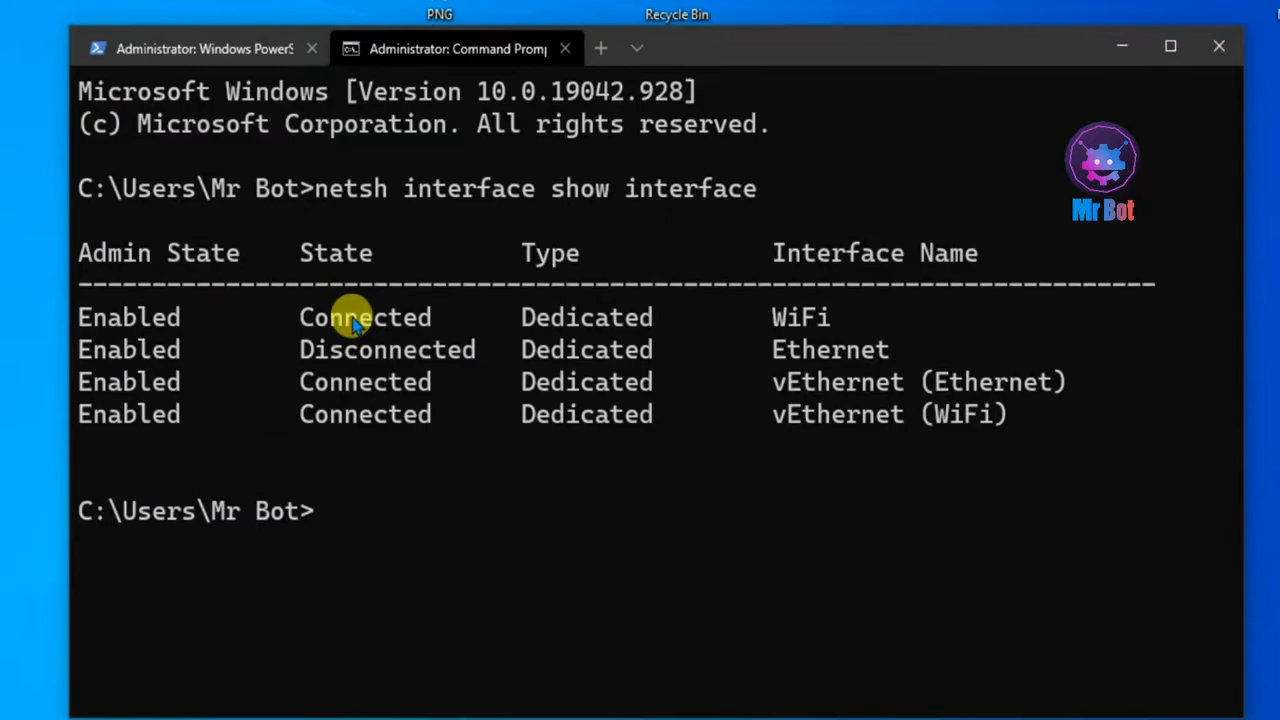 PNG
Recycle Bin
Administrator: Windows PowerS
Administrator: Command Promp
Microsoft Windows [Version 10.0.19042.928]
(c) Microsoft Corporation. All rights reserved.
C:\Users\Mr Bot>netsh interface show interface
Mr Bot
Admin State State Type Interface Name
-------------------------------------------------------------------------
Enabled Connected Dedicated WiFi
Enabled Disconnected Dedicated Ethernet
Enabled Connected Dedicated vEthernet (Ethernet)
Enabled Connected Dedicated vEthernet (WiFi)
C:\Users\Mr Bot>